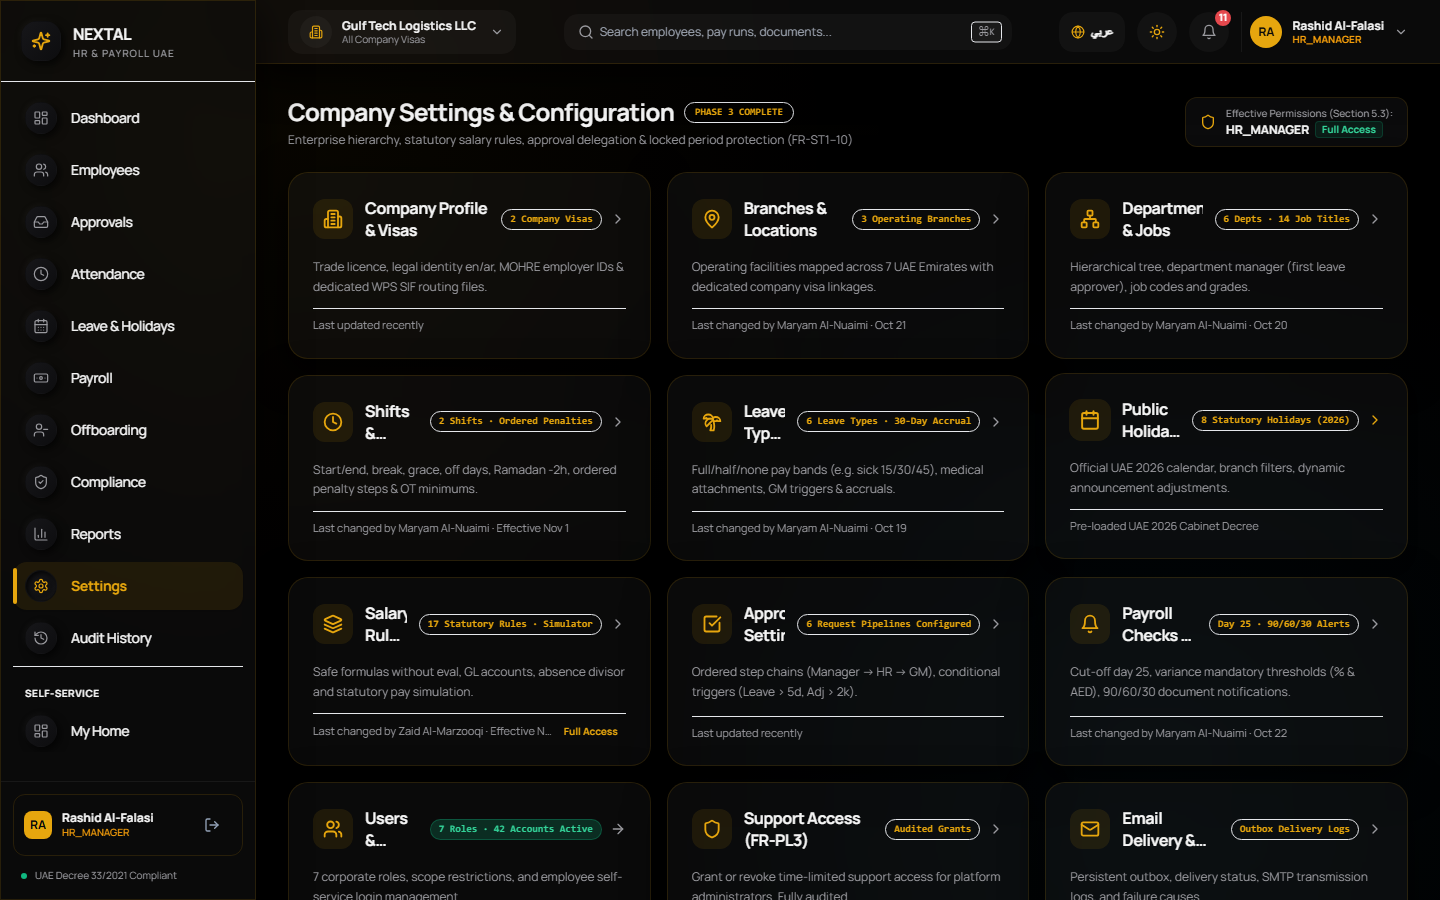 NEXTAL
HR & PAYROLL UAE
Gulf Tech Logistics LLC
All Company Visas
Search employees, pay runs, documents...
⌘K
عربي
11
RA
Rashid Al-Falasi
HR_MANAGER
Dashboard
Employees
Approvals
Attendance
Leave & Holidays
Payroll
Offboarding
Compliance
Reports
Settings
Audit History
SELF-SERVICE
My Home
RA
Rashid Al-Falasi
HR_MANAGER
UAE Decree 33/2021 Compliant
Company Settings & Configuration
PHASE 3 COMPLETE
Enterprise hierarchy, statutory salary rules, approval delegation & locked period protection (FR-ST1–10)
Effective Permissions (Section 5.3):
HR_MANAGER Full Access
Company Profile
& Visas
2 Company Visas
Trade licence, legal identity en/ar, MOHRE employer IDs &
dedicated WPS SIF routing files.
Last updated recently
Branches &
Locations
3 Operating Branches
Operating facilities mapped across 7 UAE Emirates with
dedicated company visa linkages.
Last changed by Maryam Al-Nuaimi · Oct 21
Departmen
& Jobs
6 Depts · 14 Job Titles
Hierarchical tree, department manager (first leave
approver), job codes and grades.
Last changed by Maryam Al-Nuaimi · Oct 20
Shifts
&...
2 Shifts · Ordered Penalties
Start/end, break, grace, off days, Ramadan -2h, ordered
penalty steps & OT minimums.
Last changed by Maryam Al-Nuaimi · Effective Nov 1
Leave
Typ...
6 Leave Types · 30-Day Accrual
Full/half/none pay bands (e.g. sick 15/30/45), medical
attachments, GM triggers & accruals.
Last changed by Maryam Al-Nuaimi · Oct 19
Public
Holida...
8 Statutory Holidays (2026)
Official UAE 2026 calendar, branch filters, dynamic
announcement adjustments.
Pre-loaded UAE 2026 Cabinet Decree
Salary
Rul...
17 Statutory Rules · Simulator
Safe formulas without eval, GL accounts, absence divisor
and statutory pay simulation.
Last changed by Zaid Al-Marzooqi · Effective N...
Full Access
Appro
Settin
6 Request Pipelines Configured
Ordered step chains (Manager → HR → GM), conditional
triggers (Leave > 5d, Adj > 2k).
Last updated recently
Payroll
Checks ...
Day 25 · 90/60/30 Alerts
Cut-off day 25, variance mandatory thresholds (% &
AED), 90/60/30 document notifications.
Last changed by Maryam Al-Nuaimi · Oct 22
Users
&...
7 Roles · 42 Accounts Active
7 corporate roles, scope restrictions, and employee self-
service login management.
Support Access
(FR-PL3)
Audited Grants
Grant or revoke time-limited support access for platform
administrators. Fully audited.
Email
Delivery &...
Outbox Delivery Logs
Persistent outbox, delivery status, SMTP transmission
logs, and failure causes.